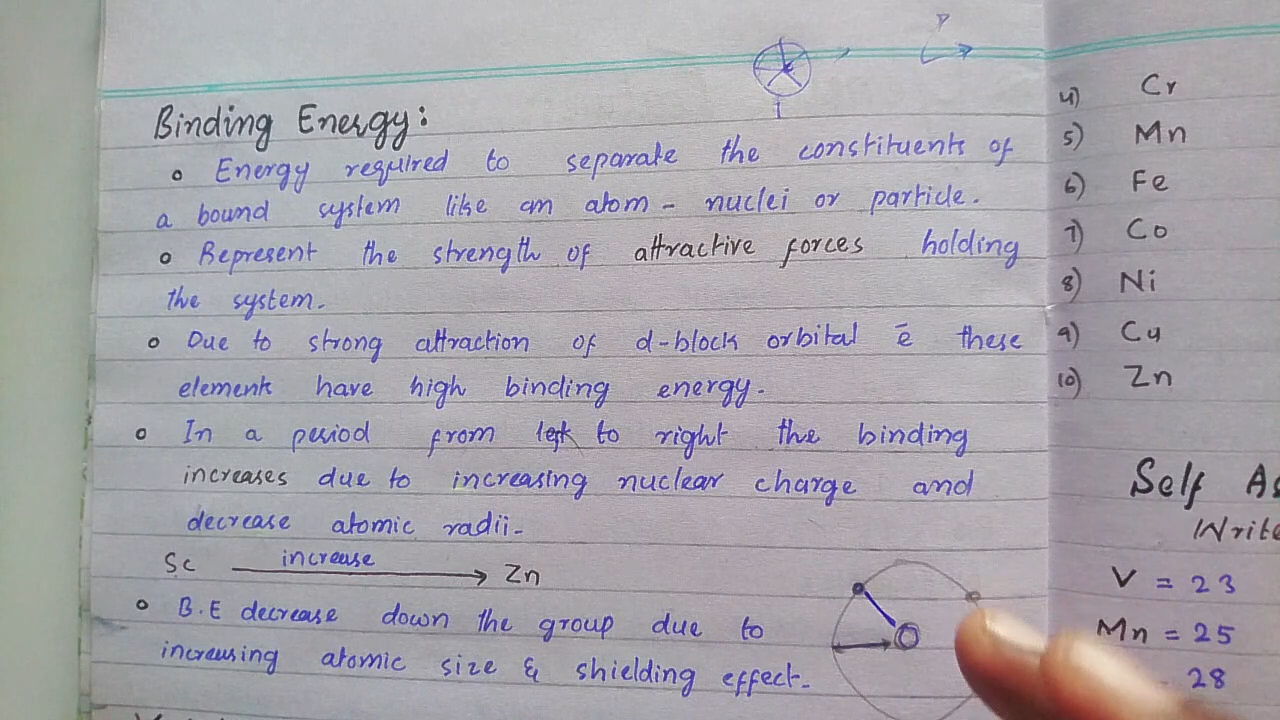 Binding Energy:
Energy required to separate the constituents of
a bound system like an atom - nuclei or particle.
Represent the strength of attractive forces holding
the system.
Due to strong attraction of d-block orbital ē these
element have high binding energy.
In a period from left to right the binding
increases due to increasing nuclear charge and
decrease atomic radii.
Sc increase Zn
B.E decrease down the group due to
increasing atomic size & shielding effect.
4) Cr
5) Mn
6) Fe
7) Co
8) Ni
9) Cu
10) Zn
Self
Write
V = 23
Mn = 25
28